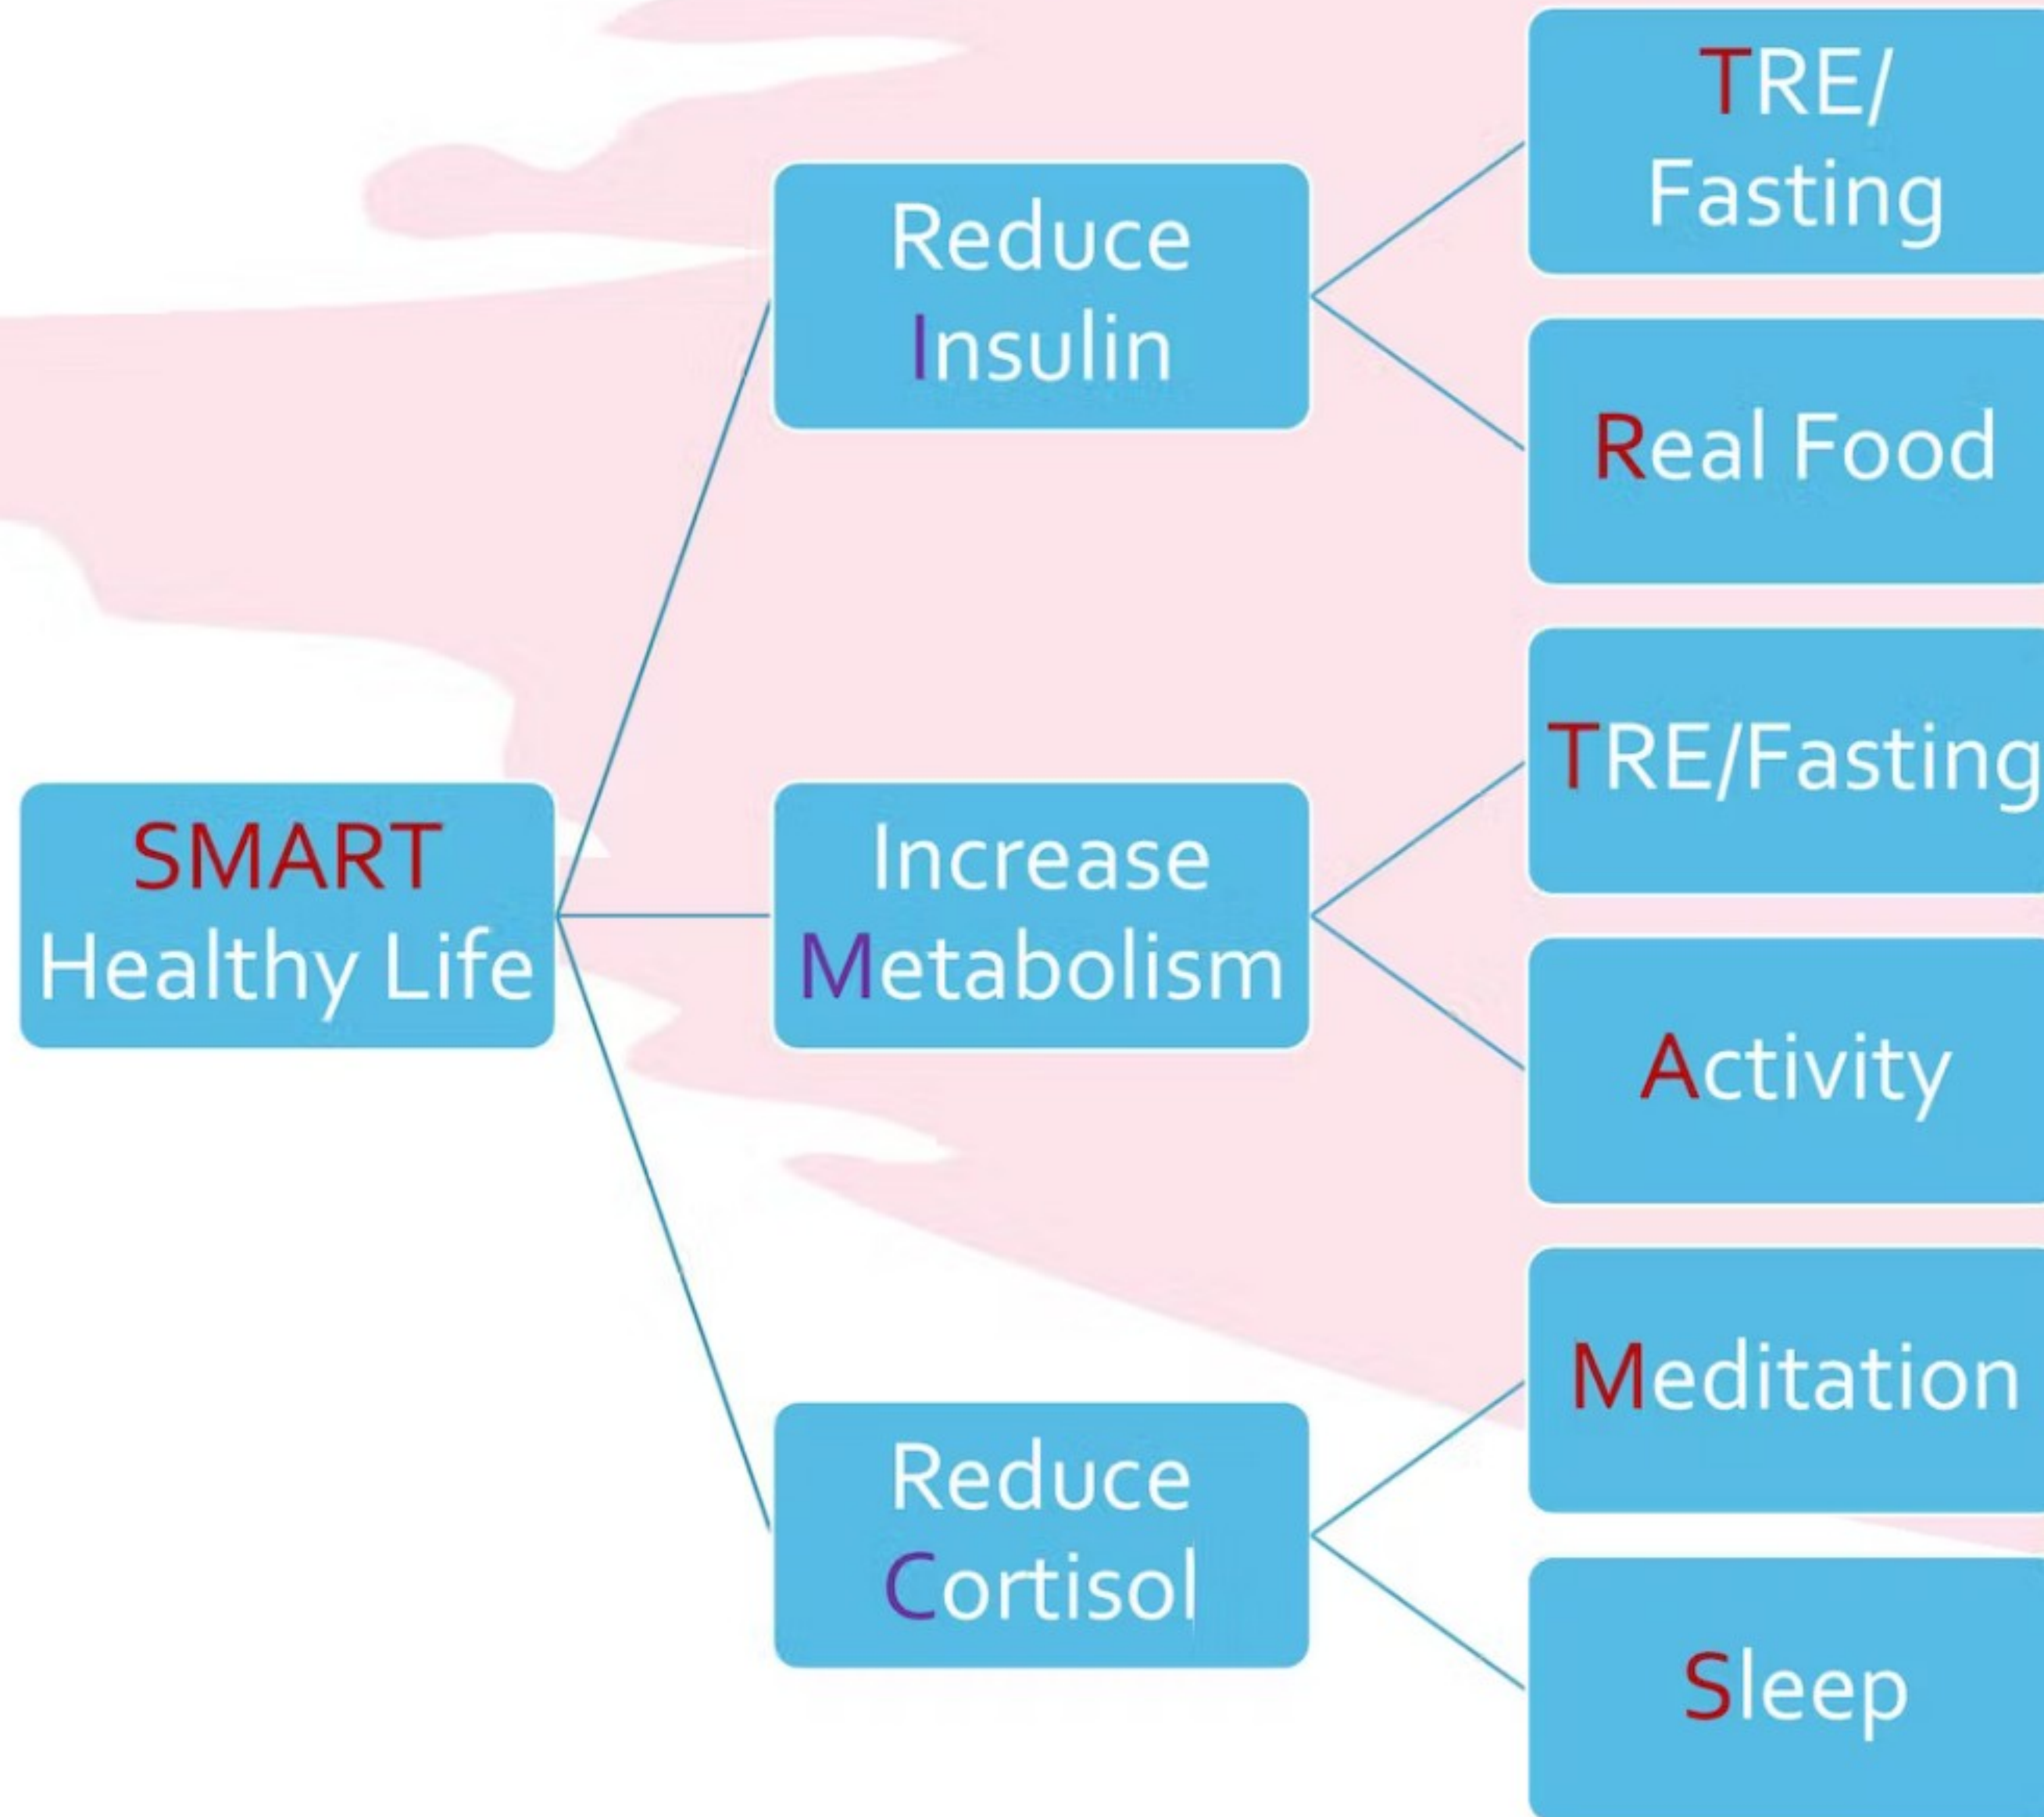 SMART
Healthy Life
Reduce
Insulin
TRE/
Fasting
Real Food
Increase
Metabolism
TRE/Fasting
Activity
Reduce
Cortisol
Meditation
Sleep